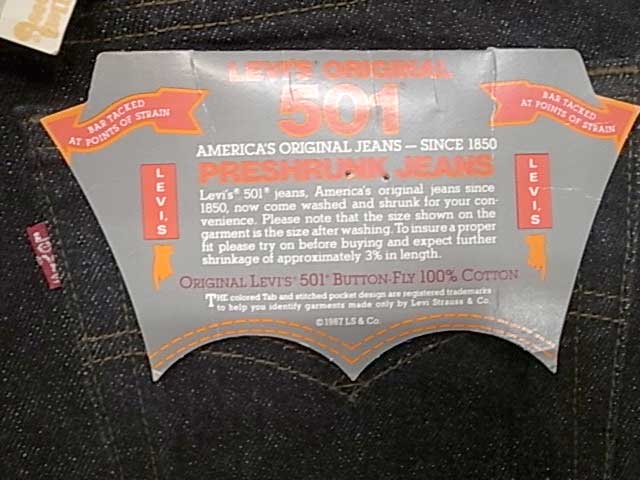 LEVI'S ORIGINAL
501
BAR TACKED
AT POINTS OF STRAIN
BAR TACKED
AT POINTS OF STRAIN
AMERICA'S ORIGINAL JEANS — SINCE 1850
PRESHRUNK JEANS
LEVI'S
LEVI'S
Levi's® 501® jeans, America's original jeans since
1850, now come washed and shrunk for your con-
venience. Please note that the size shown on the
garment is the size after washing. To insure a proper
fit please try on before buying and expect further
shrinkage of approximately 3% in length.
ORIGINAL LEVI'S® 501® BUTTON-FLY 100% COTTON
THE colored Tab and stitched pocket design are registered trademarks
to help you identify garments made only by Levi Strauss & Co.
©1987 LS & Co.